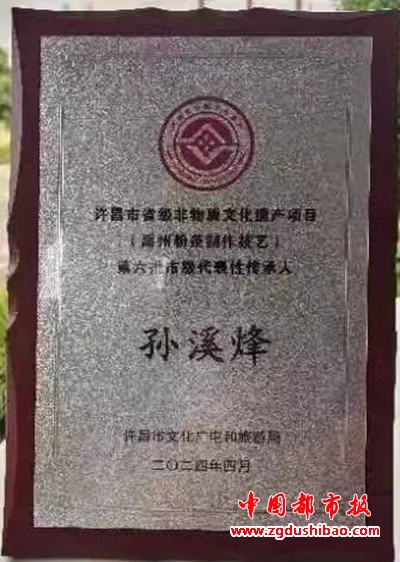 许昌市省级非物质文化遗产项目
（禹州粉条制作技艺）
第六批市级代表性传承人
孙溪烽
许昌市文化广电和旅游局
二〇二四年四月
中国都市报
www.zgdushibao.com